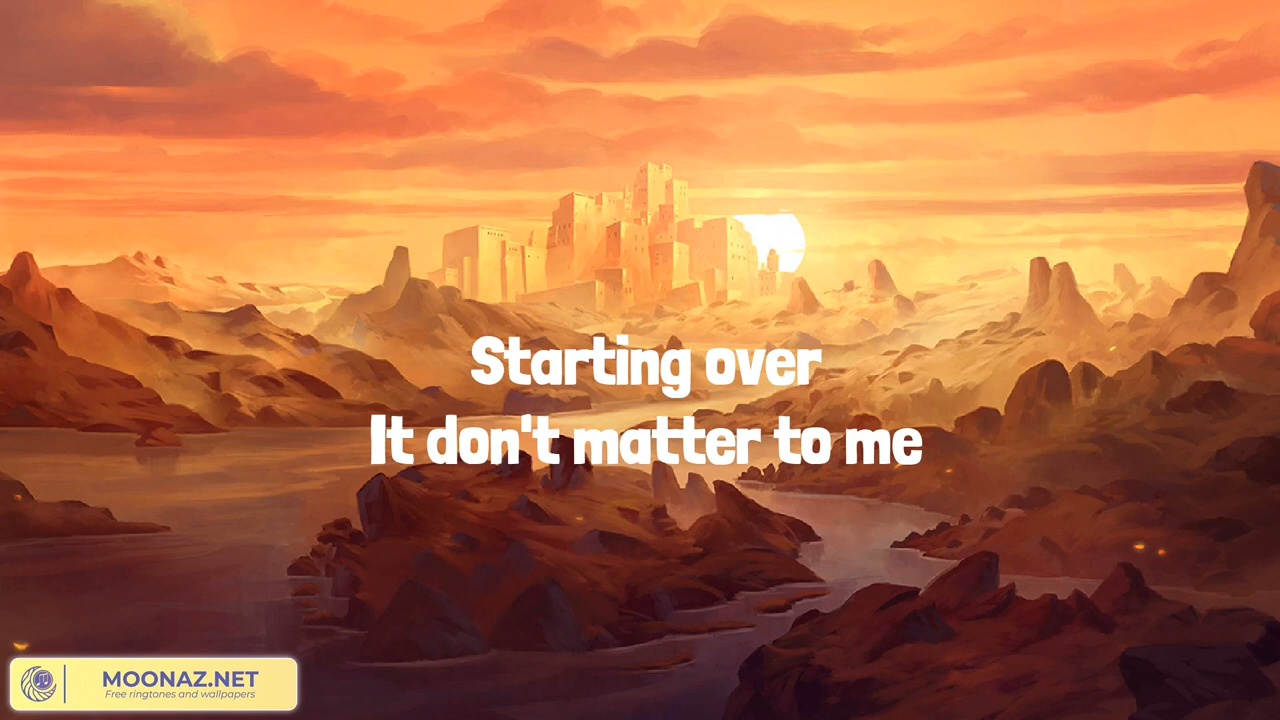 Starting over
It don't matter to me
MOONAZ.NET
Free ringtones and wallpapers